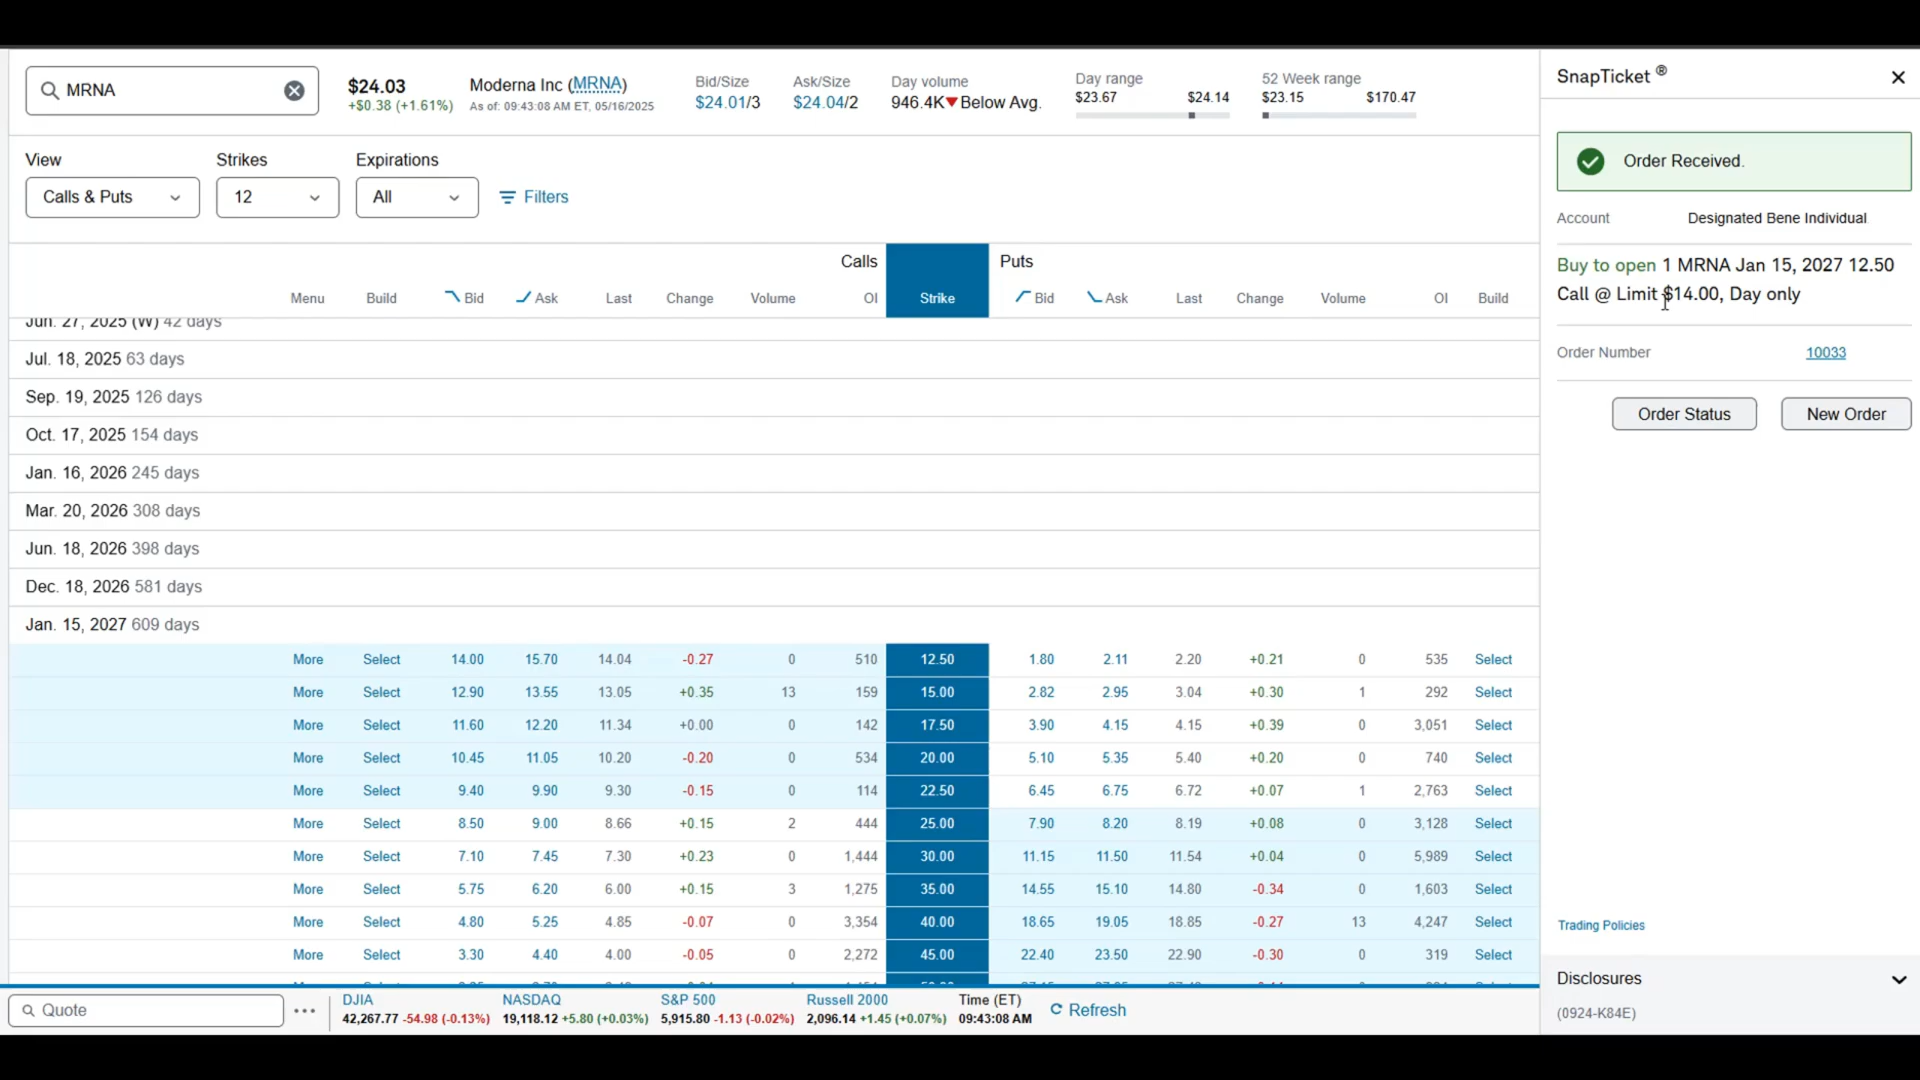 MRNA
$24.03
+$0.38 (+1.61%)
Moderna Inc (MRNA)
As of: 09:43:08 AM ET, 05/16/2025
Bid/Size
$24.01/3
Ask/Size
$24.04/2
Day volume
946.4K▼Below Avg.
Day range
$23.67 $24.14
52 Week range
$23.15 $170.47
View
Calls & Puts
Strikes
12
Expirations
All
Filters
Calls
Puts
Menu Build Bid Ask Last Change Volume OI Strike Bid Ask Last Change Volume OI Build
Jun. 27, 2025 (W) 42 days
Jul. 18, 2025 63 days
Sep. 19, 2025 126 days
Oct. 17, 2025 154 days
Jan. 16, 2026 245 days
Mar. 20, 2026 308 days
Jun. 18, 2026 398 days
Dec. 18, 2026 581 days
Jan. 15, 2027 609 days
More Select 14.00 15.70 14.04 -0.27 0 510 12.50 1.80 2.11 2.20 +0.21 0 535 Select
More Select 12.90 13.55 13.05 +0.35 13 159 15.00 2.82 2.95 3.04 +0.30 1 292 Select
More Select 11.60 12.20 11.34 +0.00 0 142 17.50 3.90 4.15 4.15 +0.39 0 3,051 Select
More Select 10.45 11.05 10.20 -0.20 0 534 20.00 5.10 5.35 5.40 +0.20 0 740 Select
More Select 9.40 9.90 9.30 -0.15 0 114 22.50 6.45 6.75 6.72 +0.07 1 2,763 Select
More Select 8.50 9.00 8.66 +0.15 2 444 25.00 7.90 8.20 8.19 +0.08 0 3,128 Select
More Select 7.10 7.45 7.30 +0.23 0 1,444 30.00 11.15 11.50 11.54 +0.04 0 5,989 Select
More Select 5.75 6.20 6.00 +0.15 3 1,275 35.00 14.55 15.10 14.80 -0.34 0 1,603 Select
More Select 4.80 5.25 4.85 -0.07 0 3,354 40.00 18.65 19.05 18.85 -0.27 13 4,247 Select
More Select 3.30 4.40 4.00 -0.05 0 2,272 45.00 22.40 23.50 22.90 -0.30 0 319 Select
SnapTicket ®
Order Received.
Account Designated Bene Individual
Buy to open 1 MRNA Jan 15, 2027 12.50
Call @ Limit $14.00, Day only
Order Number 10033
Order Status
New Order
Trading Policies
Disclosures
(0924-K84E)
Quote
DJIA
42,267.77 -54.98 (-0.13%)
NASDAQ
19,118.12 +5.80 (+0.03%)
S&P 500
5,915.80 -1.13 (-0.02%)
Russell 2000
2,096.14 +1.45 (+0.07%)
Time (ET)
09:43:08 AM
Refresh